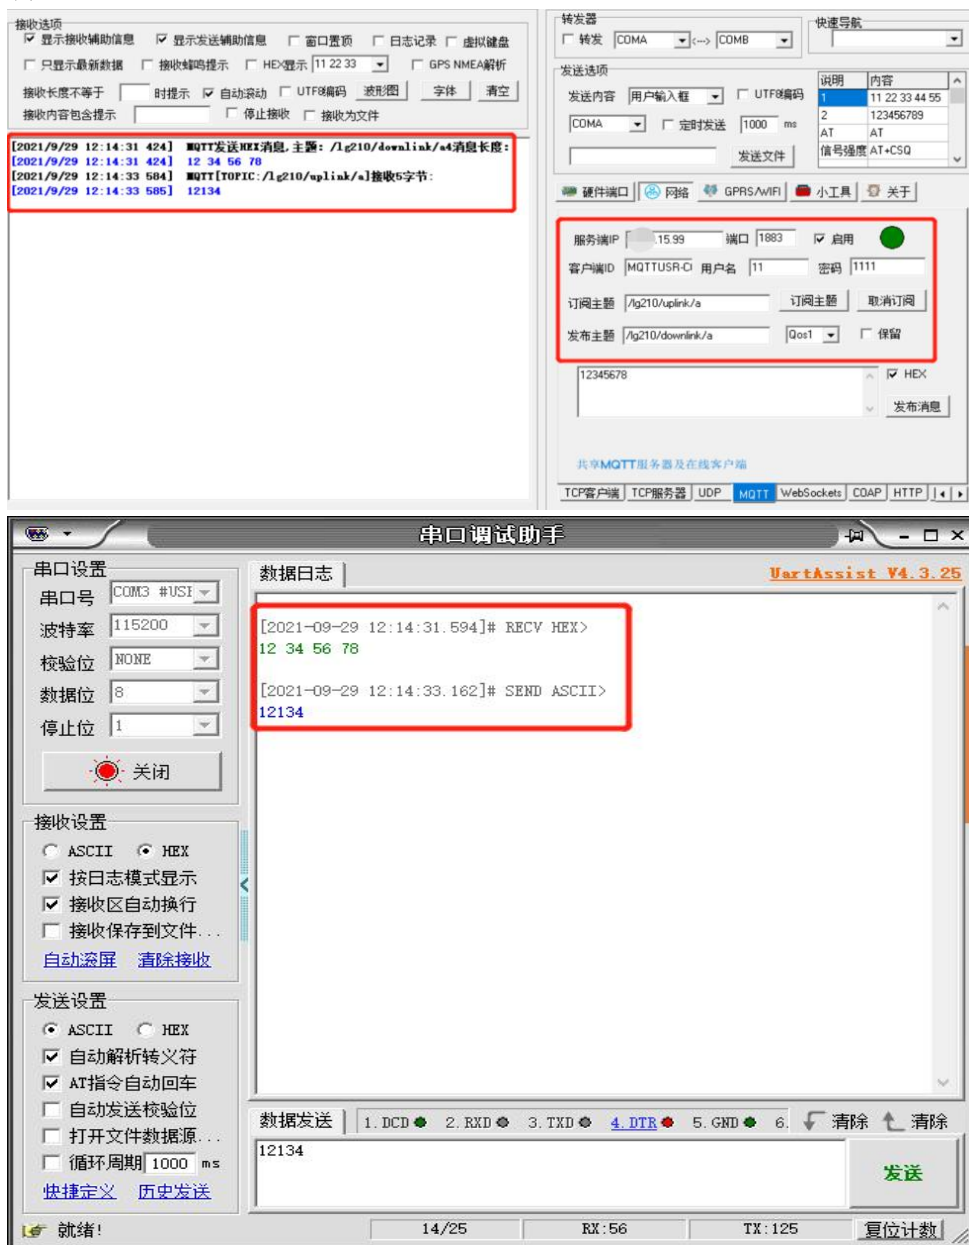 接收选项
显示接收辅助信息 显示发送辅助信息 窗口置顶 日志记录 虚拟键盘
只显示最新数据 接收蜂鸣提示 HEX显示 11 22 33 GPS NMEA解析
接收长度不等于 时提示 自动滚动 UTF8编码 波形图 字体 清空
接收内容包含提示 停止接收 接收为文件
[2021/9/29 12:14:31 424] MQTT发送HEX消息,主题: /lg210/downlink/a4消息长度:
[2021/9/29 12:14:31 424] 12 34 56 78
[2021/9/29 12:14:33 584] MQTT[TOPIC:/lg210/uplink/a]接收5字节:
[2021/9/29 12:14:33 585] 12134
转发器
转发 COMA <---> COMB
快速导航
发送选项
发送内容 用户输入框 UTF8编码
COMA 定时发送 1000 ms
发送文件
说明 内容
1 11 22 33 44 55
2 123456789
AT AT
信号强度 AT+CSQ
硬件端口 网络 GPRS/WIFI 小工具 关于
服务端IP .15.99 端口 1883 启用
客户端ID MQTTUSR-C 用户名 11 密码 1111
订阅主题 /lg210/uplink/a 订阅主题 取消订阅
发布主题 /lg210/downlink/a Qos1 保留
12345678
HEX
发布消息
共享MQTT服务器及在线客户端
TCP客户端 TCP服务器 UDP MQTT WebSockets COAP HTTP
串口调试助手
串口设置
串口号 COM3 #USI
波特率 115200
校验位 NONE
数据位 8
停止位 1
关闭
接收设置
ASCII HEX
按日志模式显示
接收区自动换行
接收保存到文件...
自动滚屏 清除接收
发送设置
ASCII HEX
自动解析转义符
AT指令自动回车
自动发送校验位
打开文件数据源...
循环周期 1000 ms
快捷定义 历史发送
数据日志
UartAssist V4.3.25
[2021-09-29 12:14:31.594]# RECV HEX>
12 34 56 78
[2021-09-29 12:14:33.162]# SEND ASCII>
12134
数据发送 1.DCD 2.RXD 3.TXD 4.DTR 5.GND 6. 清除 清除
12134
发送
就绪! 14/25 RX:56 TX:125 复位计数